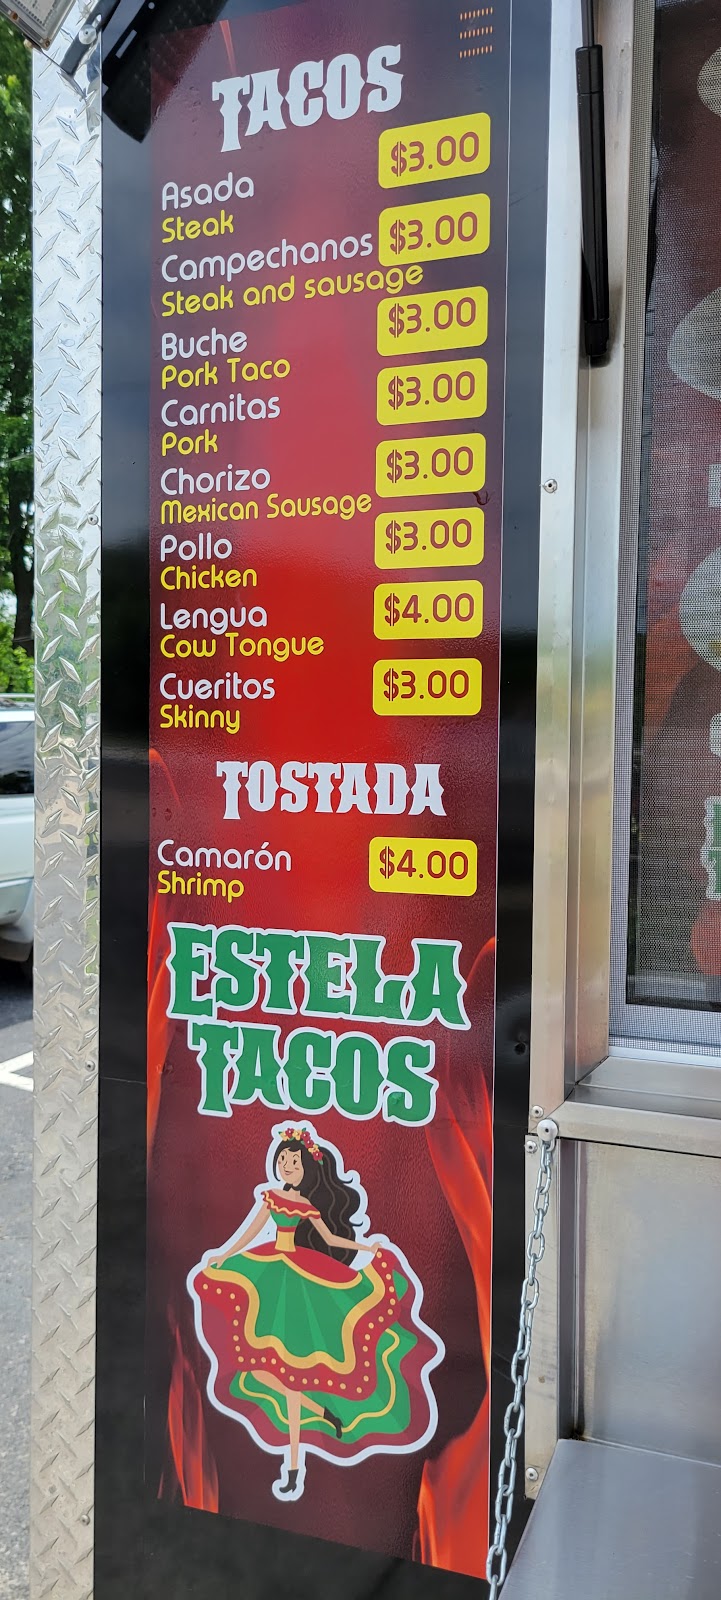 TACOS
Asada $3.00
Steak
Campechanos $3.00
Steak and sausage
Buche $3.00
Pork Taco
Carnitas $3.00
Pork
Chorizo $3.00
Mexican Sausage
Pollo $3.00
Chicken
Lengua $4.00
Cow Tongue
Cueritos $3.00
Skinny
TOSTADA
Camarón $4.00
Shrimp
ESTELA
TACOS